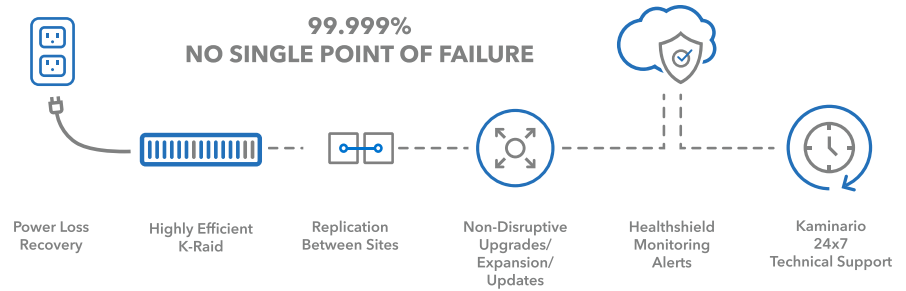 99.999%
NO SINGLE POINT OF FAILURE
Power Loss
Recovery
Highly Efficient
K-Raid
Replication
Between Sites
Non-Disruptive
Upgrades/
Expansion/
Updates
Healthshield
Monitoring
Alerts
Kaminario
24x7
Technical Support